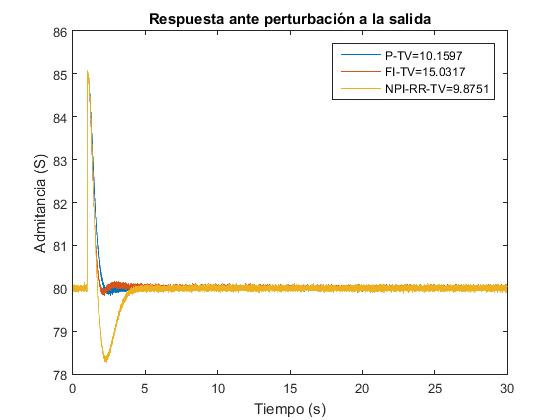 Respuesta ante perturbación a la salida
P-TV=10.1597
FI-TV=15.0317
NPI-RR-TV=9.8751
Admitancia (S)
86
85
84
83
82
81
80
79
78
0 5 10 15 20 25 30
Tiempo (s)